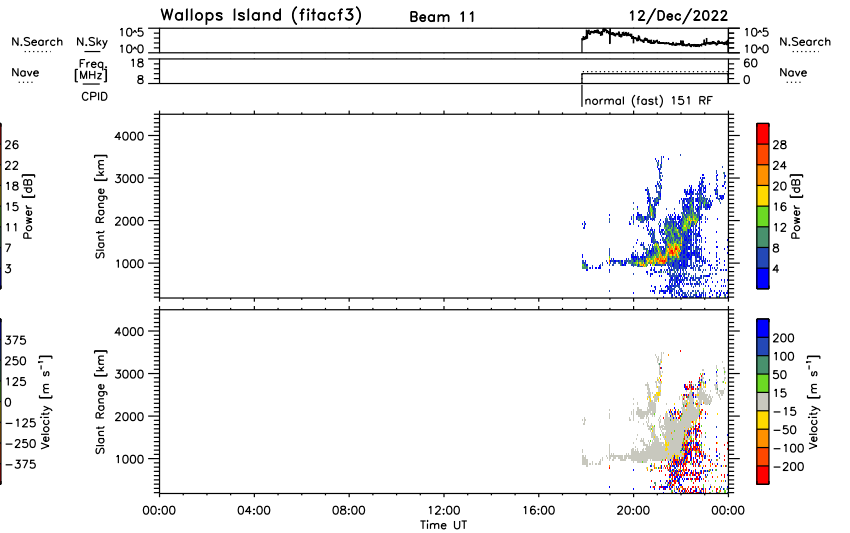 Wallops Island (fitacf3) Beam 11 12/Dec/2022
N.Search N.Sky 10^5 10^0 10^5 10^0 N.Search
Nave Freq. [MHz] 18 8 60 0 Nave
CPID normal (fast) 151 RF
26 22 18 15 11 7 3
Power [dB]
Slant Range [km]
4000
3000
2000
1000
28
24
20
16
12
8
4
Power [dB]
375
250
125
0
-125
-250
-375
Velocity [m s⁻¹]
Slant Range [km]
4000
3000
2000
1000
200
100
50
15
-15
-50
-100
-200
Velocity [m s⁻¹]
00:00 04:00 08:00 12:00 16:00 20:00 00:00
Time UT